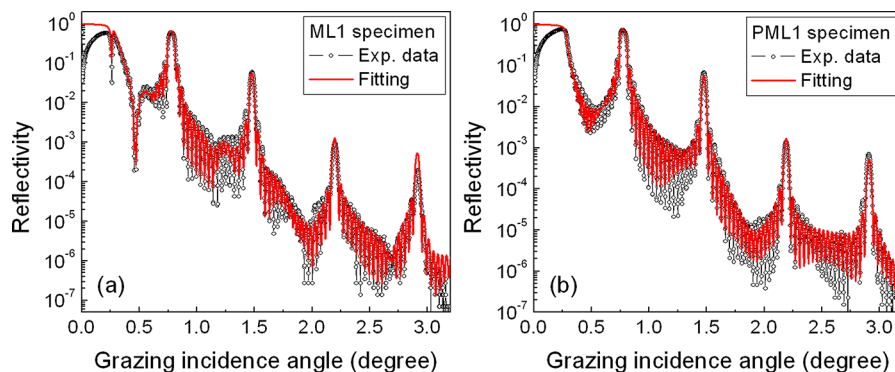 ML1 specimen
Exp. data
Fitting
10^0
10^-1
10^-2
10^-3
10^-4
10^-5
10^-6
10^-7
Reflectivity
(a)
0.0 0.5 1.0 1.5 2.0 2.5 3.0
Grazing incidence angle (degree)
PML1 specimen
Exp. data
Fitting
10^0
10^-1
10^-2
10^-3
10^-4
10^-5
10^-6
10^-7
Reflectivity
(b)
0.0 0.5 1.0 1.5 2.0 2.5 3.0
Grazing incidence angle (degree)